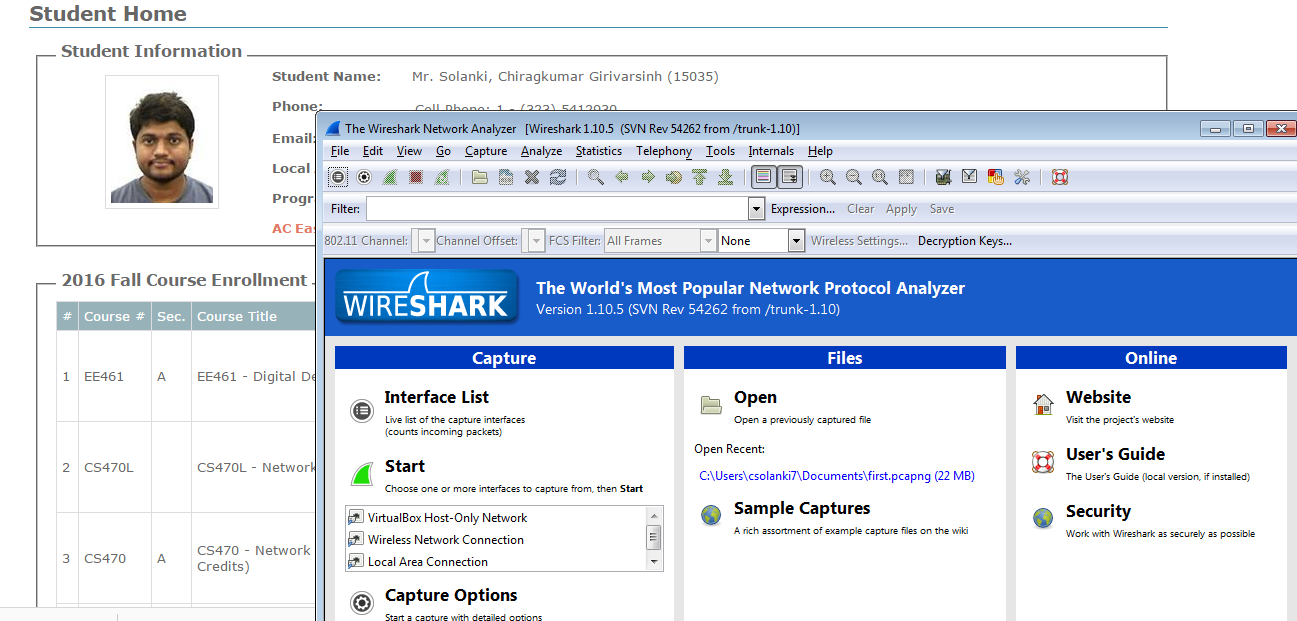 Student Home
Student Information
Student Name: Mr. Solanki, Chiragkumar Girivarsinh (15035)
Phone: Cell Phone: 1 - (323) 5412930
Email:
Local
Progr
AC Eas
2016 Fall Course Enrollment
# Course # Sec. Course Title
1 EE461 A EE461 - Digital De
2 CS470L CS470L - Network
3 CS470 A CS470 - Network
Credits)
The Wireshark Network Analyzer [Wireshark 1.10.5 (SVN Rev 54262 from /trunk-1.10)]
File Edit View Go Capture Analyze Statistics Telephony Tools Internals Help
Filter: Expression... Clear Apply Save
802.11 Channel: Channel Offset: FCS Filter: All Frames None Wireless Settings... Decryption Keys...
WIRESHARK
The World's Most Popular Network Protocol Analyzer
Version 1.10.5 (SVN Rev 54262 from /trunk-1.10)
Capture
Interface List
Live list of the capture interfaces
(counts incoming packets)
Start
Choose one or more interfaces to capture from, then Start
VirtualBox Host-Only Network
Wireless Network Connection
Local Area Connection
Capture Options
Start a capture with detailed options
Files
Open
Open a previously captured file
Open Recent:
C:\Users\csolanki7\Documents\first.pcapng (22 MB)
Sample Captures
A rich assortment of example capture files on the wiki
Online
Website
Visit the project's website
User's Guide
The User's Guide (local version, if installed)
Security
Work with Wireshark as securely as possible